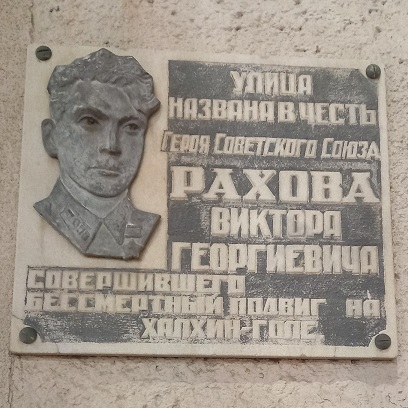 УЛИЦА
НАЗВАНА В ЧЕСТЬ
ГЕРОЯ СОВЕТСКОГО СОЮЗА
РАХОВА
ВИКТОРА
ГЕОРГИЕВИЧА
СОВЕРШИВШЕГО
БЕССМЕРТНЫЙ ПОДВИГ НА
ХАЛХИН-ГОЛЕ